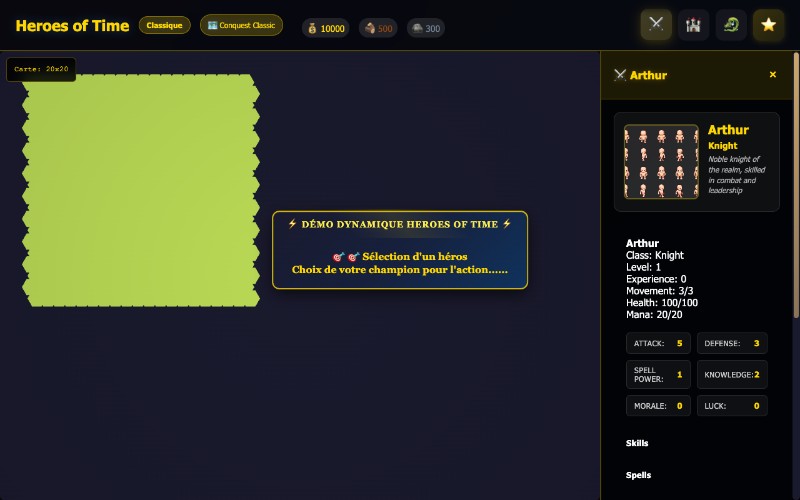 Heroes of Time
Classique
Conquest Classic
10000
500
300
Carte: 20x20
⚡ DÉMO DYNAMIQUE HEROES OF TIME ⚡
🎯 🎯 Sélection d'un héros
Choix de votre champion pour l'action......
⚔️ Arthur
×
Arthur
Knight
Noble knight of
the realm, skilled
in combat and
leadership
Arthur
Class: Knight
Level: 1
Experience: 0
Movement: 3/3
Health: 100/100
Mana: 20/20
ATTACK: 5
DEFENSE: 3
SPELL
POWER: 1
KNOWLEDGE:2
MORALE: 0
LUCK: 0
Skills
Spells